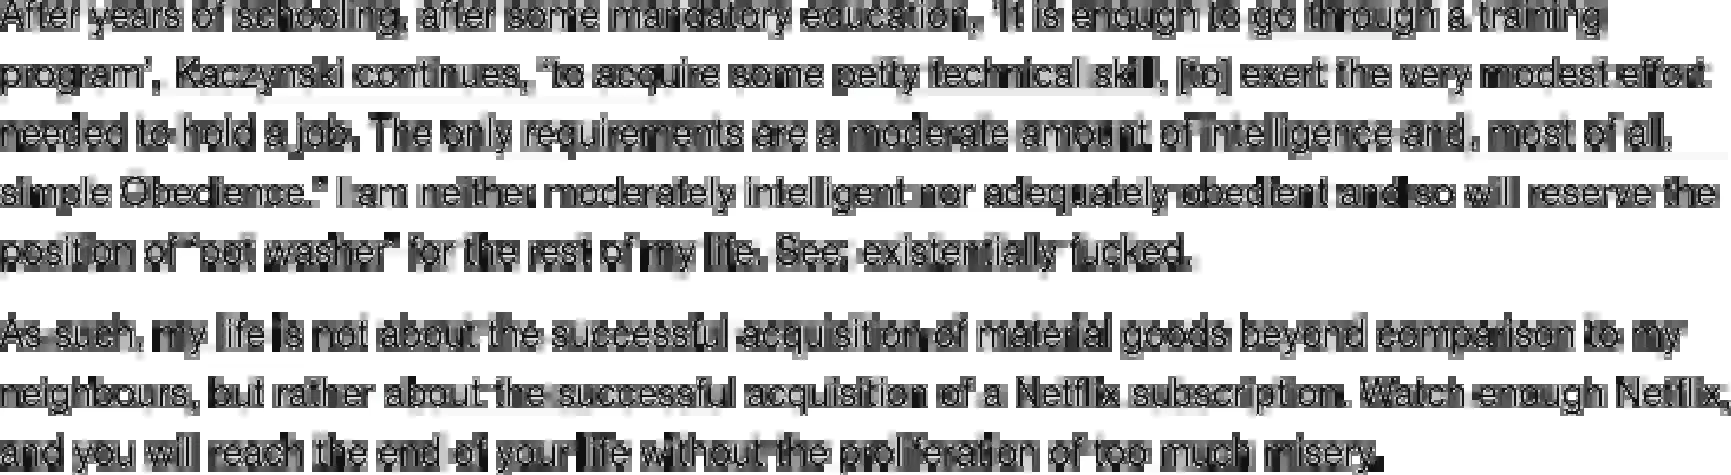 After years of schooling, after some mandatory education, 'It is enough to go through a training
program', Kaczynski continues, "to acquire some petty technical skill, [to] exert the very modest effort
needed to hold a job. The only requirements are a moderate amount of intelligence and, most of all,
simple Obedience." I am neither moderately intelligent nor adequately obedient and so will reserve the
position of "pot washer" for the rest of my life. See: existentially fucked.
As such, my life is not about the successful acquisition of material goods beyond comparison to my
neighbours, but rather about the successful acquisition of a Netflix subscription. Watch enough Netflix,
and you will reach the end of your life without the proliferation of too much misery.